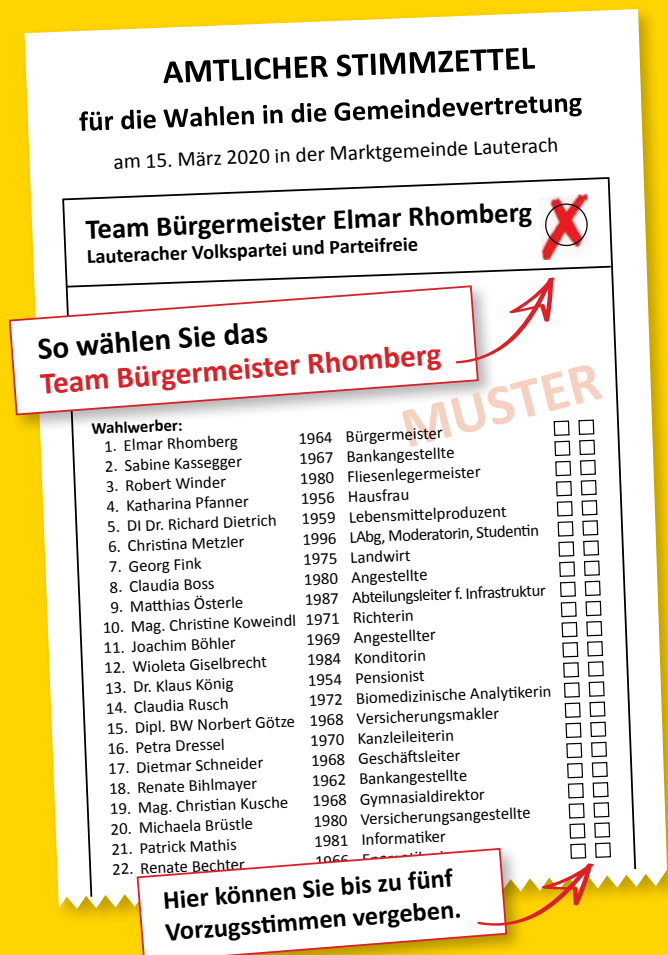 AMTLICHER STIMMZETTEL
für die Wahlen in die Gemeindevertretung
am 15. März 2020 in der Marktgemeinde Lauterach
Team Bürgermeister Elmar Rhomberg
Lauteracher Volkspartei und Parteifreie
So wählen Sie das
Team Bürgermeister Rhomberg
MUSTER
Wahlwerber:
1. Elmar Rhomberg 1964 Bürgermeister
2. Sabine Kassegger 1967 Bankangestellte
3. Robert Winder 1980 Fliesenlegermeister
4. Katharina Pfanner 1956 Hausfrau
5. DI Dr. Richard Dietrich 1959 Lebensmittelproduzent
6. Christina Metzler 1996 LAbg, Moderatorin, Studentin
7. Georg Fink 1975 Landwirt
8. Claudia Boss 1980 Angestellte
9. Matthias Österle 1987 Abteilungsleiter f. Infrastruktur
10. Mag. Christine Koweindl 1971 Richterin
11. Joachim Böhler 1969 Angestellter
12. Wioleta Giselbrecht 1984 Konditorin
13. Dr. Klaus König 1954 Pensionist
14. Claudia Rusch 1972 Biomedizinische Analytikerin
15. Dipl. BW Norbert Götze 1968 Versicherungsmakler
16. Petra Dressel 1970 Kanzleileiterin
17. Dietmar Schneider 1968 Geschäftsleiter
18. Renate Bihlmayer 1962 Bankangestellte
19. Mag. Christian Kusche 1968 Gymnasialdirektor
20. Michaela Brüstle 1980 Versicherungsangestellte
21. Patrick Mathis 1981 Informatiker
22. Renate Bechter 1966
Hier können Sie bis zu fünf
Vorzugsstimmen vergeben.